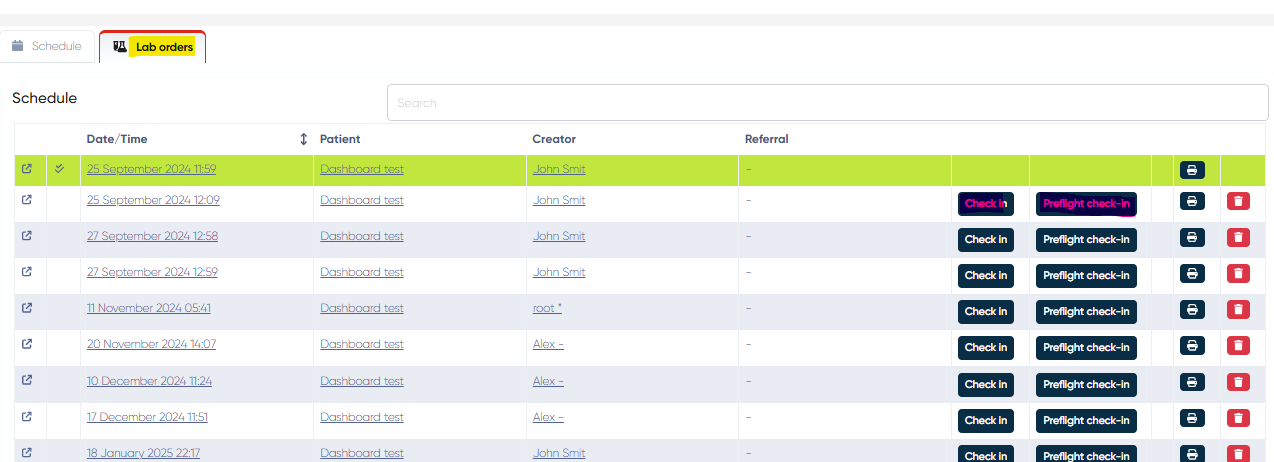 Schedule Lab orders
Schedule Search
Date/Time Patient Creator Referral
25 September 2024 11:59 Dashboard test John Smit -
25 September 2024 12:09 Dashboard test John Smit - Check in Preflight check-in
27 September 2024 12:58 Dashboard test John Smit - Check in Preflight check-in
27 September 2024 12:59 Dashboard test John Smit - Check in Preflight check-in
11 November 2024 05:41 Dashboard test root * - Check in Preflight check-in
20 November 2024 14:07 Dashboard test Alex - - Check in Preflight check-in
10 December 2024 11:24 Dashboard test Alex - - Check in Preflight check-in
17 December 2024 11:51 Dashboard test Alex - - Check in Preflight check-in
18 January 2025 22:17 Dashboard test John Smit - Check in Preflight check-in